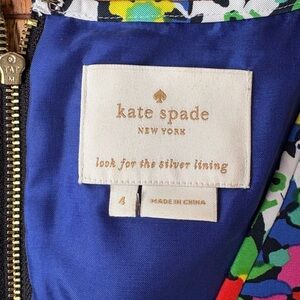 kate spade
NEW YORK
look for the silver lining
4
MADE IN CHINA